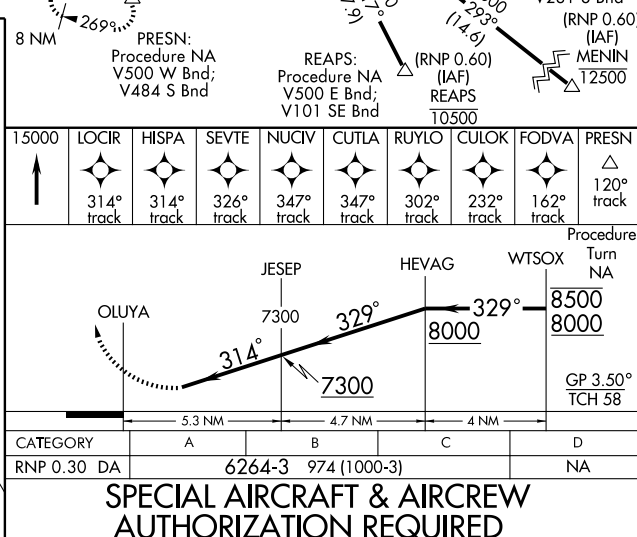 8 NM
269°
PRESN:
Procedure NA
V500 W Bnd;
V484 S Bnd
REAPS:
Procedure NA
V500 E Bnd;
V101 SE Bnd
(RNP 0.60)
(IAF)
REAPS
10500
293°
(14.6)
(RNP 0.60)
(IAF)
MENIN
12500
15000 LOCIR HISPA SEVTE NUCIV CUTLA RUYLO CULOK FODVA PRESN
314° 314° 326° 347° 347° 302° 232° 162° 120°
track track track track track track track track track
Procedure
Turn
NA
OLUYA JESEP HEVAG WTSOX
7300
314° 329° 329°
8000
8500
8000
7300
GP 3.50°
TCH 58
5.3 NM 4.7 NM 4 NM
CATEGORY A B C D
RNP 0.30 DA 6264-3 974 (1000-3) NA
SPECIAL AIRCRAFT & AIRCREW
AUTHORIZATION REQUIRED